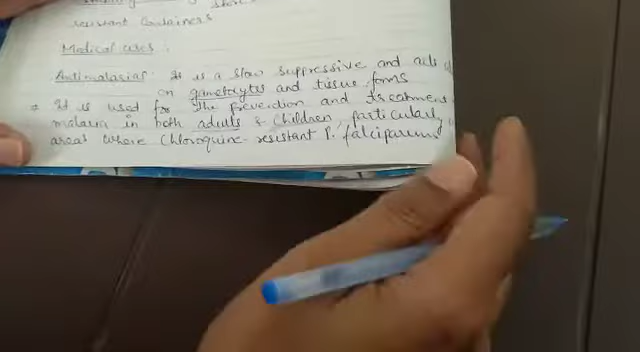 resistant Containers
Medical uses :
Antimalarial: It is a slow suppressive and acts
on gametocytes and tissue forms
It is used for the prevention and treatment
malaria in both adults & Children, particularly
areas where Chloroquine-resistant P. falciparum